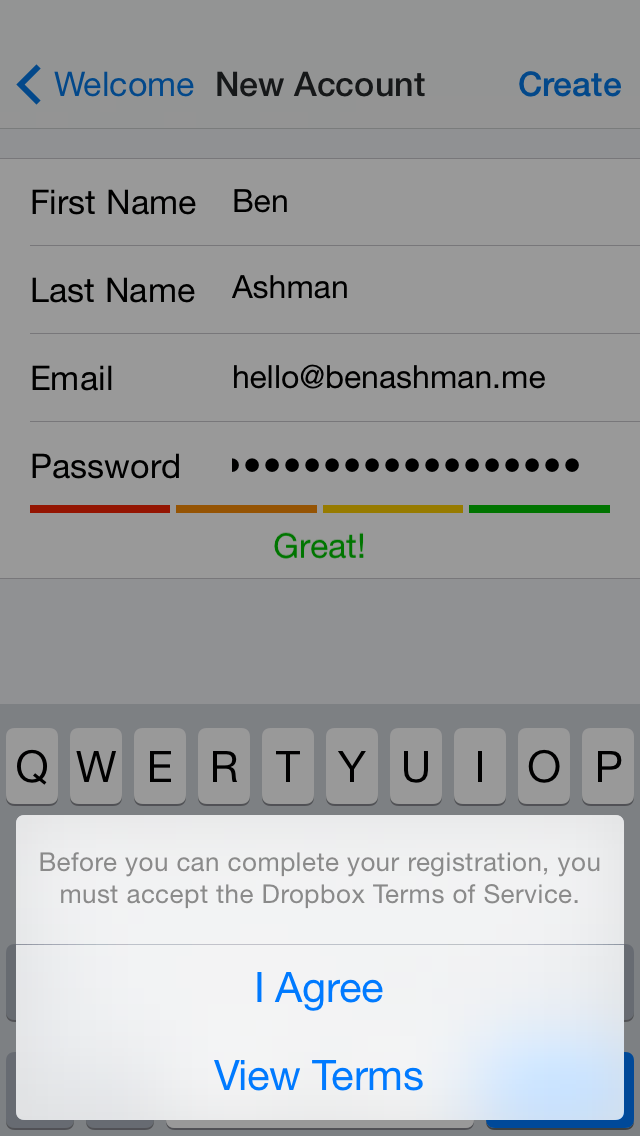 Welcome New Account Create
First Name Ben
Last Name Ashman
Email hello@benashman.me
Password ••••••••••••••••••
Great!
Q W E R T Y U I O P
Before you can complete your registration, you
must accept the Dropbox Terms of Service.
I Agree
View Terms